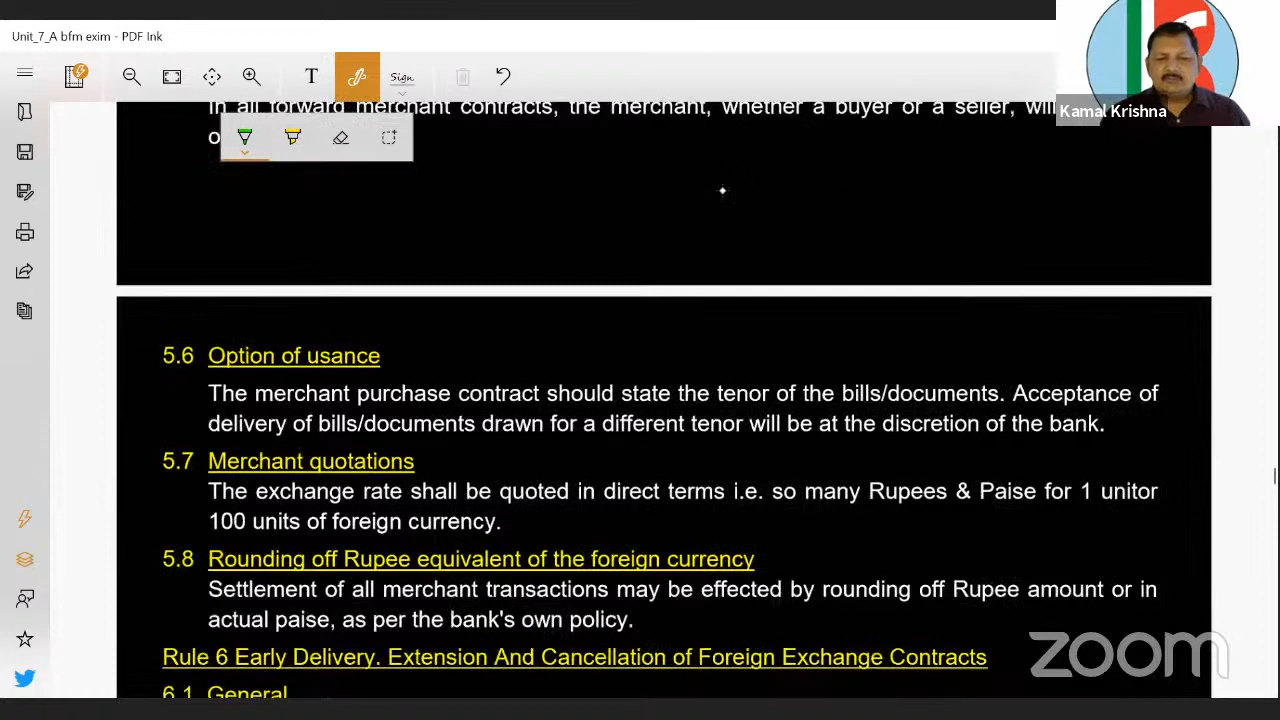 Unit_7_A bfm exim - PDF Ink
T
Sign
Kamal Krishna
In all forward merchant contracts, the merchant, whether a buyer or a seller, will
5.6 Option of usance
The merchant purchase contract should state the tenor of the bills/documents. Acceptance of
delivery of bills/documents drawn for a different tenor will be at the discretion of the bank.
5.7 Merchant quotations
The exchange rate shall be quoted in direct terms i.e. so many Rupees & Paise for 1 unitor
100 units of foreign currency.
5.8 Rounding off Rupee equivalent of the foreign currency
Settlement of all merchant transactions may be effected by rounding off Rupee amount or in
actual paise, as per the bank's own policy.
Rule 6 Early Delivery. Extension And Cancellation of Foreign Exchange Contracts
6.1 General
zoom